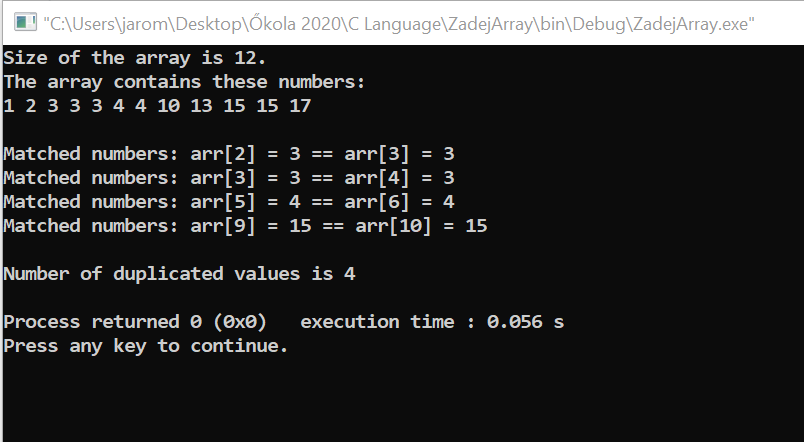 "C:\Users\jarom\Desktop\Őkola 2020\C Language\ZadejArray\bin\Debug\ZadejArray.exe"
Size of the array is 12.
The array contains these numbers:
1 2 3 3 3 4 4 10 13 15 15 17
Matched numbers: arr[2] = 3 == arr[3] = 3
Matched numbers: arr[3] = 3 == arr[4] = 3
Matched numbers: arr[5] = 4 == arr[6] = 4
Matched numbers: arr[9] = 15 == arr[10] = 15
Number of duplicated values is 4
Process returned 0 (0x0)   execution time : 0.056 s
Press any key to continue.